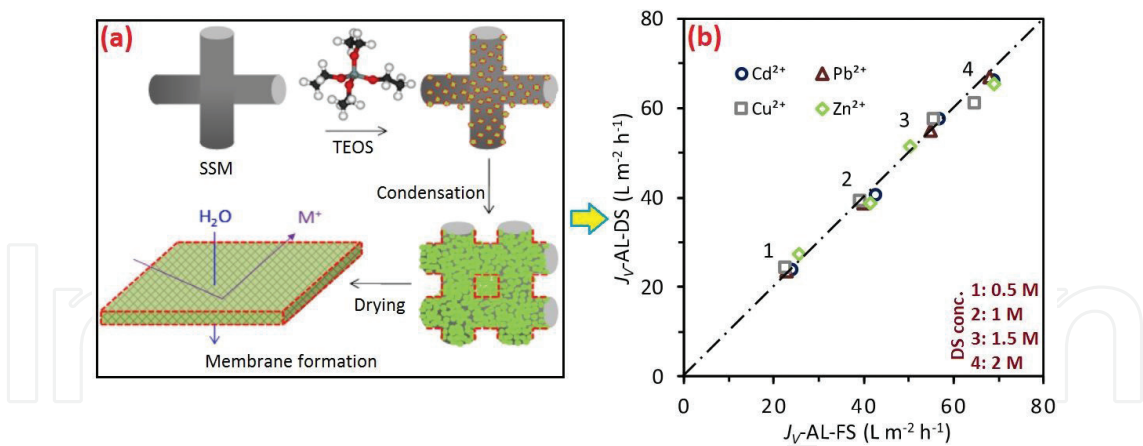 (a)
SSM
TEOS
Condensation
H₂O
M⁺
Drying
Membrane formation
(b)
80
60
40
20
0
Jᵥ-AL-DS (L m⁻² h⁻¹)
Cd²⁺
Pb²⁺
Cu²⁺
Zn²⁺
4
3
2
1
DS conc.
1: 0.5 M
2: 1 M
3: 1.5 M
4: 2 M
0 20 40 60 80
Jᵥ-AL-FS (L m⁻² h⁻¹)